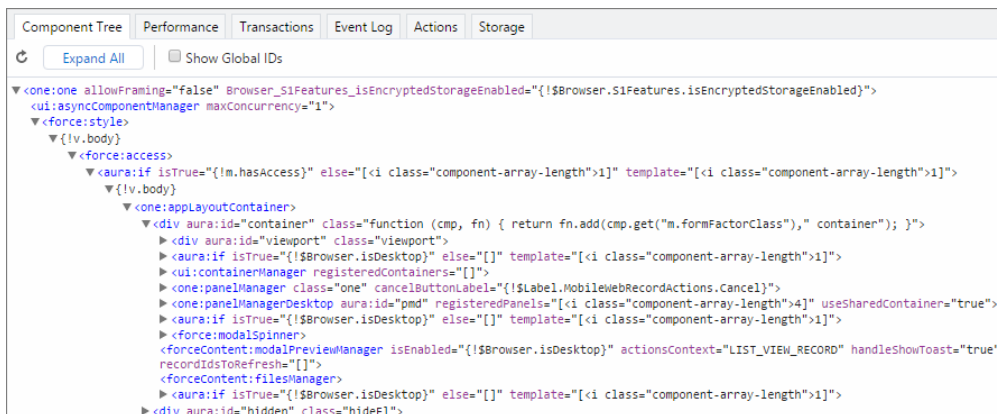 Component Tree Performance Transactions Event Log Actions Storage
Expand All Show Global IDs
<one:one allowFraming="false" Browser_S1Features_isEncryptedStorageEnabled="{!$Browser.S1Features.isEncryptedStorageEnabled}">
<ui:asyncComponentManager maxConcurrency="1">
<force:style>
{!v.body}
<force:access>
<aura:if isTrue="{!m.hasAccess}" else="[<i class="component-array-length">1]" template="[<i class="component-array-length">1]">
{!v.body}
<one:appLayoutContainer>
<div aura:id="container" class="function (cmp, fn) { return fn.add(cmp.get("m.formFactorClass")," container"); }">
<div aura:id="viewport" class="viewport">
<aura:if isTrue="{!$Browser.isDesktop}" else="[]" template="[<i class="component-array-length">1]">
<ui:containerManager registeredContainers="[]">
<one:panelManager class="one" cancelButtonLabel="{!$Label.MobileWebRecordActions.Cancel}">
<one:panelManagerDesktop aura:id="pmd" registeredPanels="[<i class="component-array-length">4]" useSharedContainer="true">
<aura:if isTrue="{!$Browser.isDesktop}" else="[]" template="[<i class="component-array-length">1]">
<force:modalSpinner>
<forceContent:modalPreviewManager isEnabled="{!$Browser.isDesktop}" actionsContext="LIST_VIEW_RECORD" handleShowToast="true"
recordIdsToRefresh="[]">
<forceContent:filesManager>
<aura:if isTrue="{!$Browser.isDesktop}" else="[]" template="[<i class="component-array-length">1]">
<div aura:id="hidden" class="hideEl">